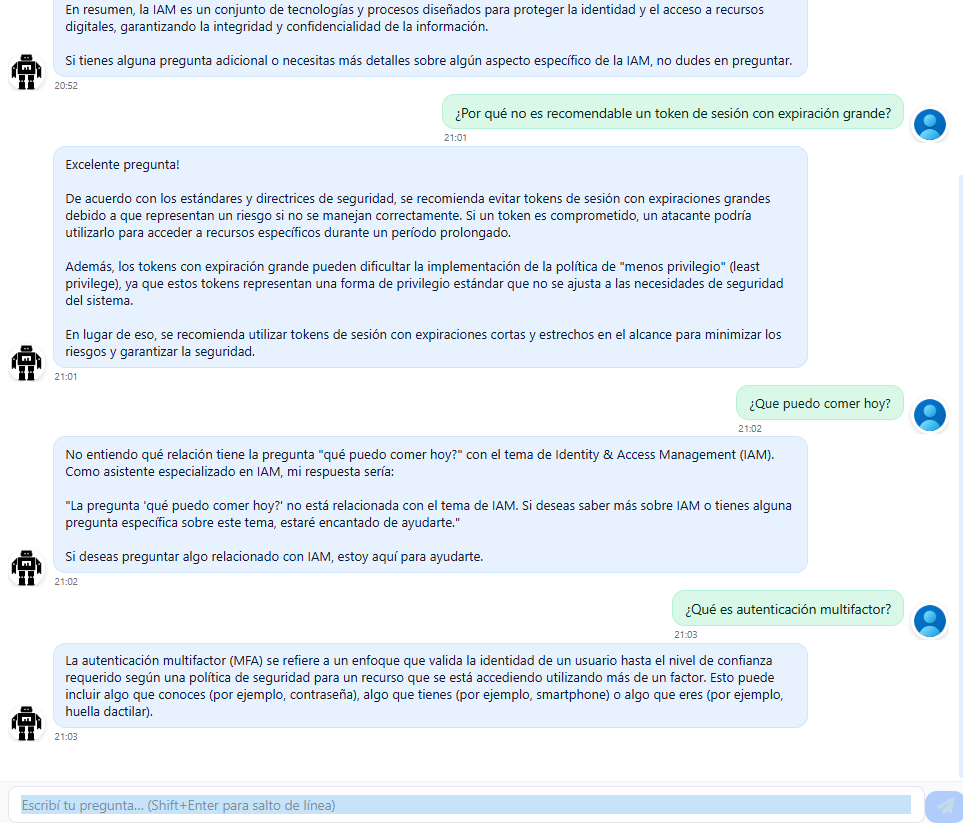 En resumen, la IAM es un conjunto de tecnologías y procesos diseñados para proteger la identidad y el acceso a recursos
digitales, garantizando la integridad y confidencialidad de la información.
Si tienes alguna pregunta adicional o necesitas más detalles sobre algún aspecto específico de la IAM, no dudes en preguntar.
20:52
¿Por qué no es recomendable un token de sesión con expiración grande?
21:01
Excelente pregunta!
De acuerdo con los estándares y directrices de seguridad, se recomienda evitar tokens de sesión con expiraciones grandes
debido a que representan un riesgo si no se manejan correctamente. Si un token es comprometido, un atacante podría
utilizarlo para acceder a recursos específicos durante un período prolongado.
Además, los tokens con expiración grande pueden dificultar la implementación de la política de "menos privilegio" (least
privilege), ya que estos tokens representan una forma de privilegio estándar que no se ajusta a las necesidades de seguridad
del sistema.
En lugar de eso, se recomienda utilizar tokens de sesión con expiraciones cortas y estrechos en el alcance para minimizar los
riesgos y garantizar la seguridad.
21:01
¿Que puedo comer hoy?
21:02
No entiendo qué relación tiene la pregunta "qué puedo comer hoy?" con el tema de Identity & Access Management (IAM).
Como asistente especializado en IAM, mi respuesta sería:
"La pregunta 'qué puedo comer hoy?' no está relacionada con el tema de IAM. Si deseas saber más sobre IAM o tienes alguna
pregunta específica sobre este tema, estaré encantado de ayudarte."
Si deseas preguntar algo relacionado con IAM, estoy aquí para ayudarte.
21:02
¿Qué es autenticación multifactor?
21:03
La autenticación multifactor (MFA) se refiere a un enfoque que valida la identidad de un usuario hasta el nivel de confianza
requerido según una política de seguridad para un recurso que se está accediendo utilizando más de un factor. Esto puede
incluir algo que conoces (por ejemplo, contraseña), algo que tienes (por ejemplo, smartphone) o algo que eres (por ejemplo,
huella dactilar).
21:03
Escribí tu pregunta... (Shift+Enter para salto de línea)